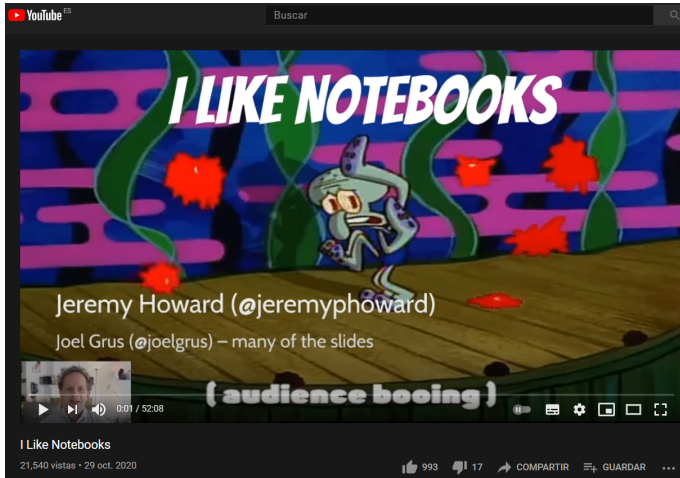 YouTube ES
Buscar
I LIKE NOTEBOOKS
Jeremy Howard (@jeremyphoward)
Joel Grus (@joelgrus) – many of the slides
( audience booing )
0:01 / 52:08
I Like Notebooks
21,540 vistas • 29 oct. 2020
993
17
COMPARTIR
GUARDAR